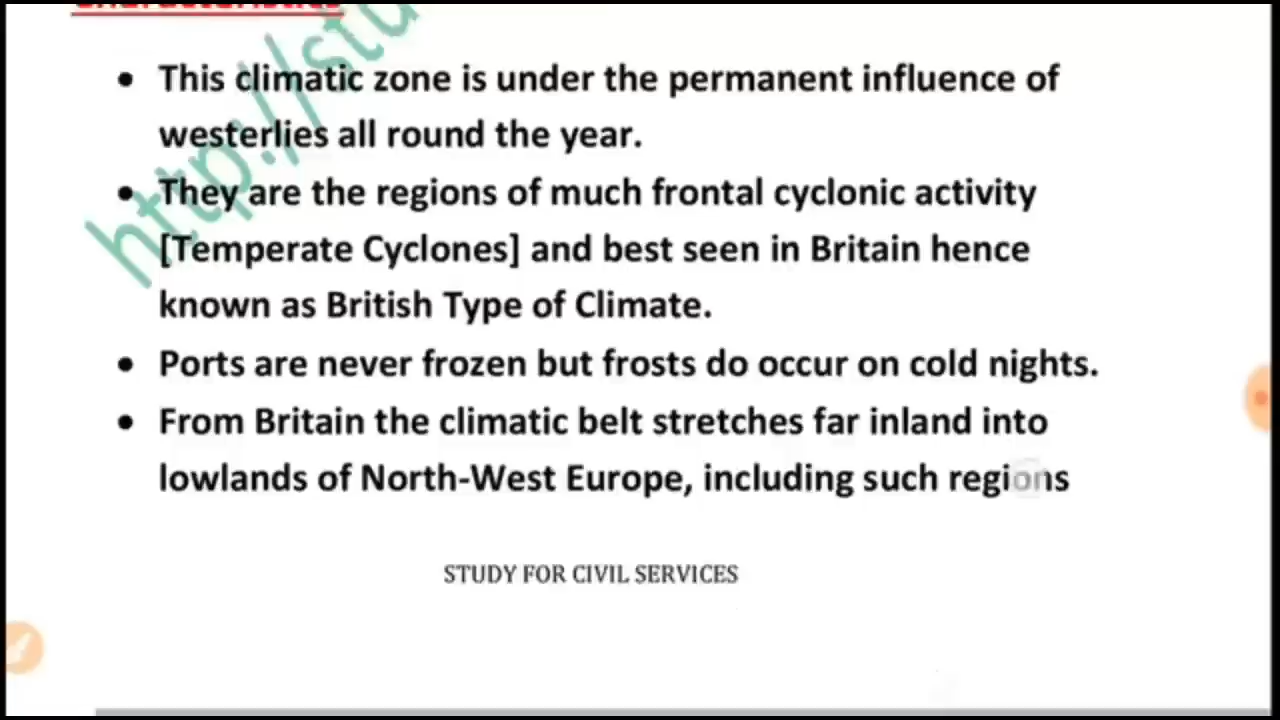 Characteristics
• This climatic zone is under the permanent influence of
westerlies all round the year.
• They are the regions of much frontal cyclonic activity
[Temperate Cyclones] and best seen in Britain hence
known as British Type of Climate.
• Ports are never frozen but frosts do occur on cold nights.
• From Britain the climatic belt stretches far inland into
lowlands of North-West Europe, including such regions
http://stu
STUDY FOR CIVIL SERVICES